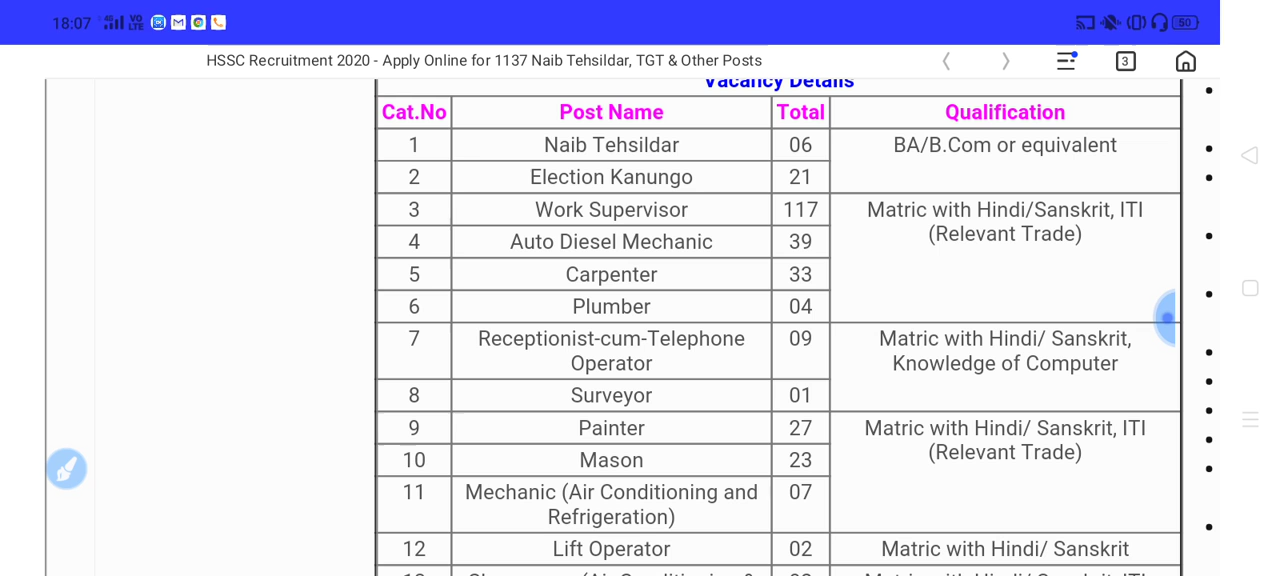 18:07 4G VO LTE 50
HSSC Recruitment 2020 - Apply Online for 1137 Naib Tehsildar, TGT & Other Posts 3
Vacancy Details
Cat.No Post Name Total Qualification
1 Naib Tehsildar 06 BA/B.Com or equivalent
2 Election Kanungo 21
3 Work Supervisor 117 Matric with Hindi/Sanskrit, ITI
(Relevant Trade)
4 Auto Diesel Mechanic 39
5 Carpenter 33
6 Plumber 04
7 Receptionist-cum-Telephone 09 Matric with Hindi/ Sanskrit,
Operator Knowledge of Computer
8 Surveyor 01
9 Painter 27 Matric with Hindi/ Sanskrit, ITI
(Relevant Trade)
10 Mason 23
11 Mechanic (Air Conditioning and 07
Refrigeration)
12 Lift Operator 02 Matric with Hindi/ Sanskrit